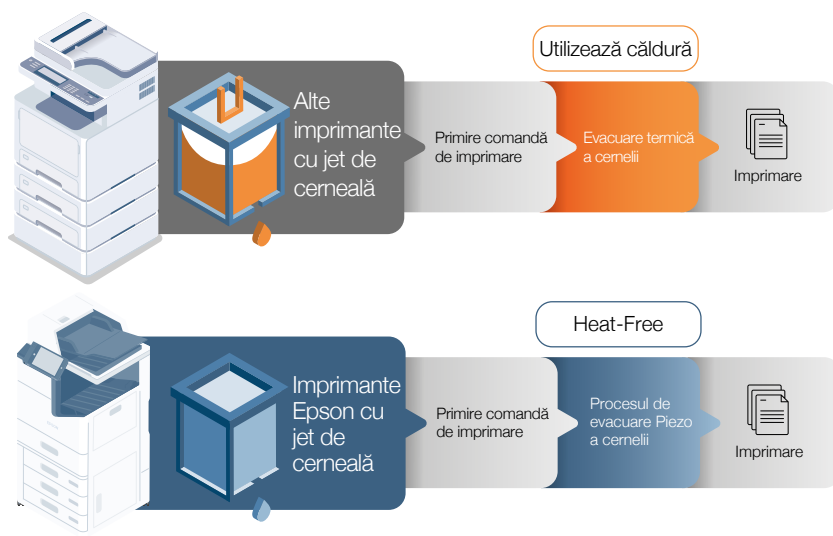 Utilizează căldură
Alte
imprimante
cu jet de
cerneală
Primire comandă
de imprimare
Evacuare termică
a cernelii
Imprimare
Heat-Free
Imprimante
Epson cu
jet de
cerneală
Primire comandă
de imprimare
Procesul de
evacuare Piezo
a cernelii
Imprimare